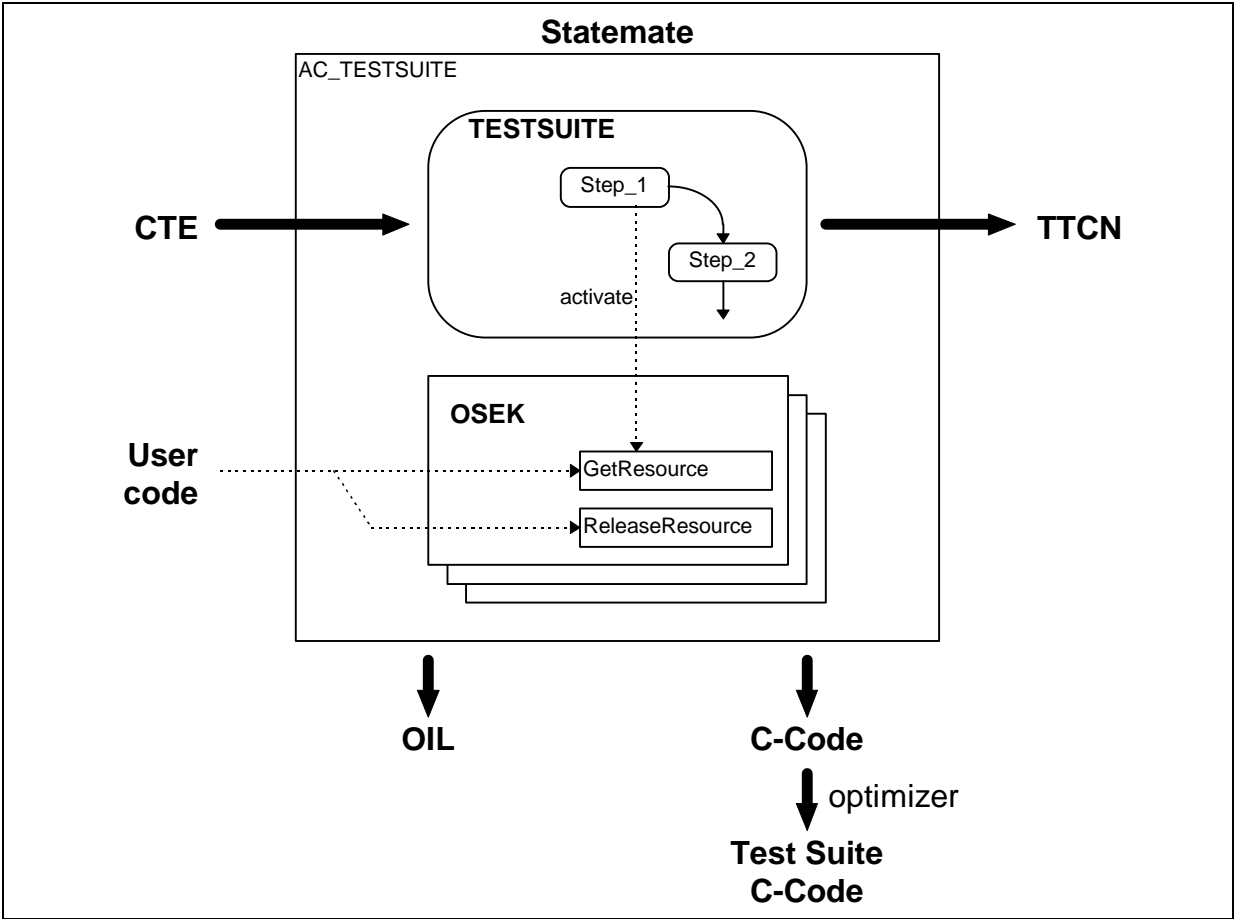 Statemate
AC_TESTSUITE
TESTSUITE
Step_1
CTE
TTCN
Step_2
activate
OSEK
User
code
GetResource
ReleaseResource
OIL
C-Code
optimizer
Test Suite
C-Code